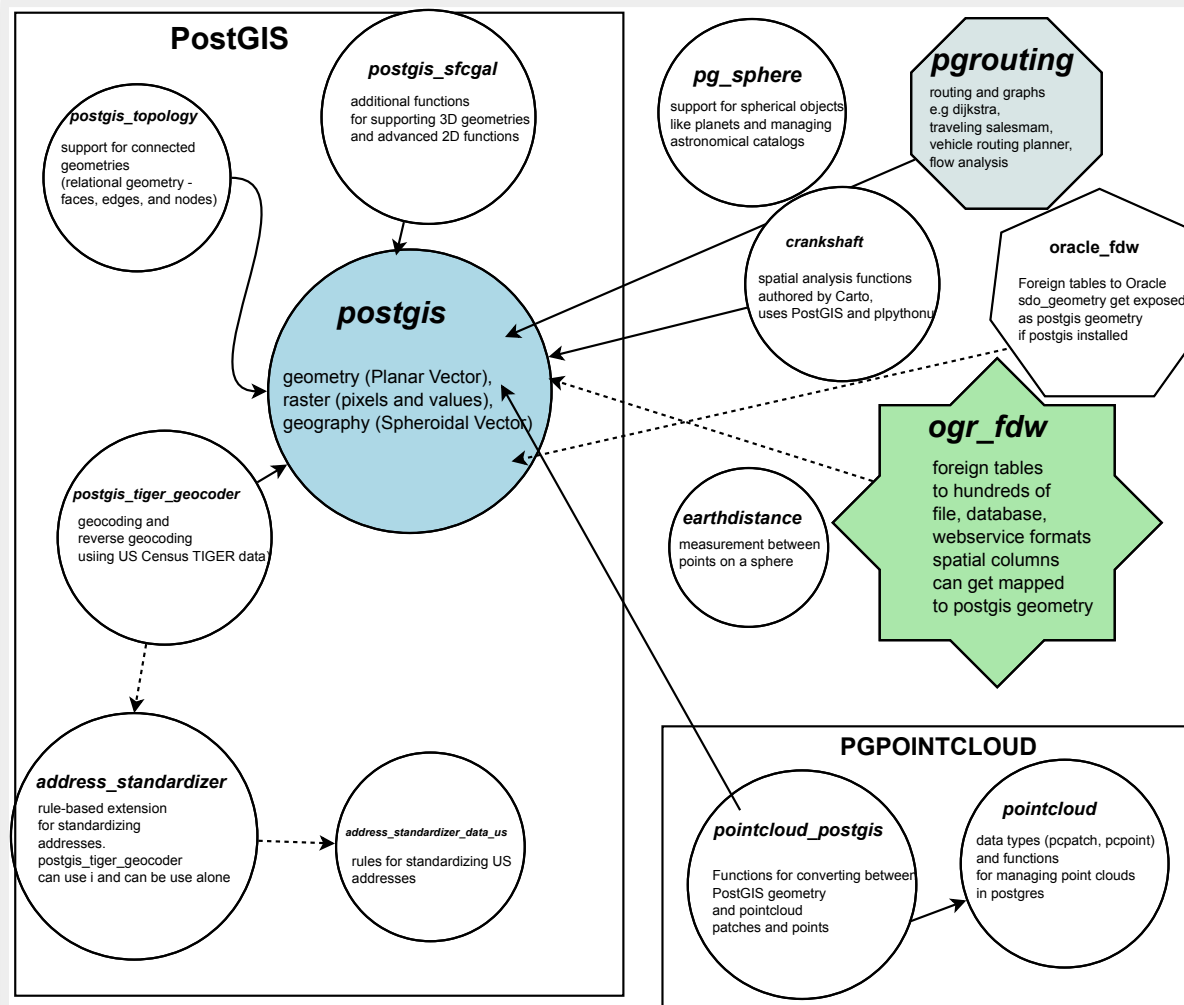 PostGIS
postgis_sfcgal
additional functions
for supporting 3D geometries
and advanced 2D functions
postgis_topology
support for connected
geometries
(relational geometry -
faces, edges, and nodes)
postgis
geometry (Planar Vector),
raster (pixels and values),
geography (Spheroidal Vector)
postgis_tiger_geocoder
geocoding and
reverse geocoding
usiing US Census TIGER data)
address_standardizer
rule-based extension
for standardizing
addresses.
postgis_tiger_geocoder
can use i and can be use alone
address_standardizer_data_us
rules for standardizing US
addresses
pg_sphere
support for spherical objects
like planets and managing
astronomical catalogs
pgrouting
routing and graphs
e.g dijkstra,
traveling salesmam,
vehicle routing planner,
flow analysis
crankshaft
spatial analysis functions
authored by Carto,
uses PostGIS and plpythonu
oracle_fdw
Foreign tables to Oracle
sdo_geometry get exposed
as postgis geometry
if postgis installed
ogr_fdw
foreign tables
to hundreds of
file, database,
webservice formats
spatial columns
can get mapped
to postgis geometry
earthdistance
measurement between
points on a sphere
PGPOINTCLOUD
pointcloud_postgis
Functions for converting between
PostGIS geometry
and pointcloud
patches and points
pointcloud
data types (pcpatch, pcpoint)
and functions
for managing point clouds
in postgres